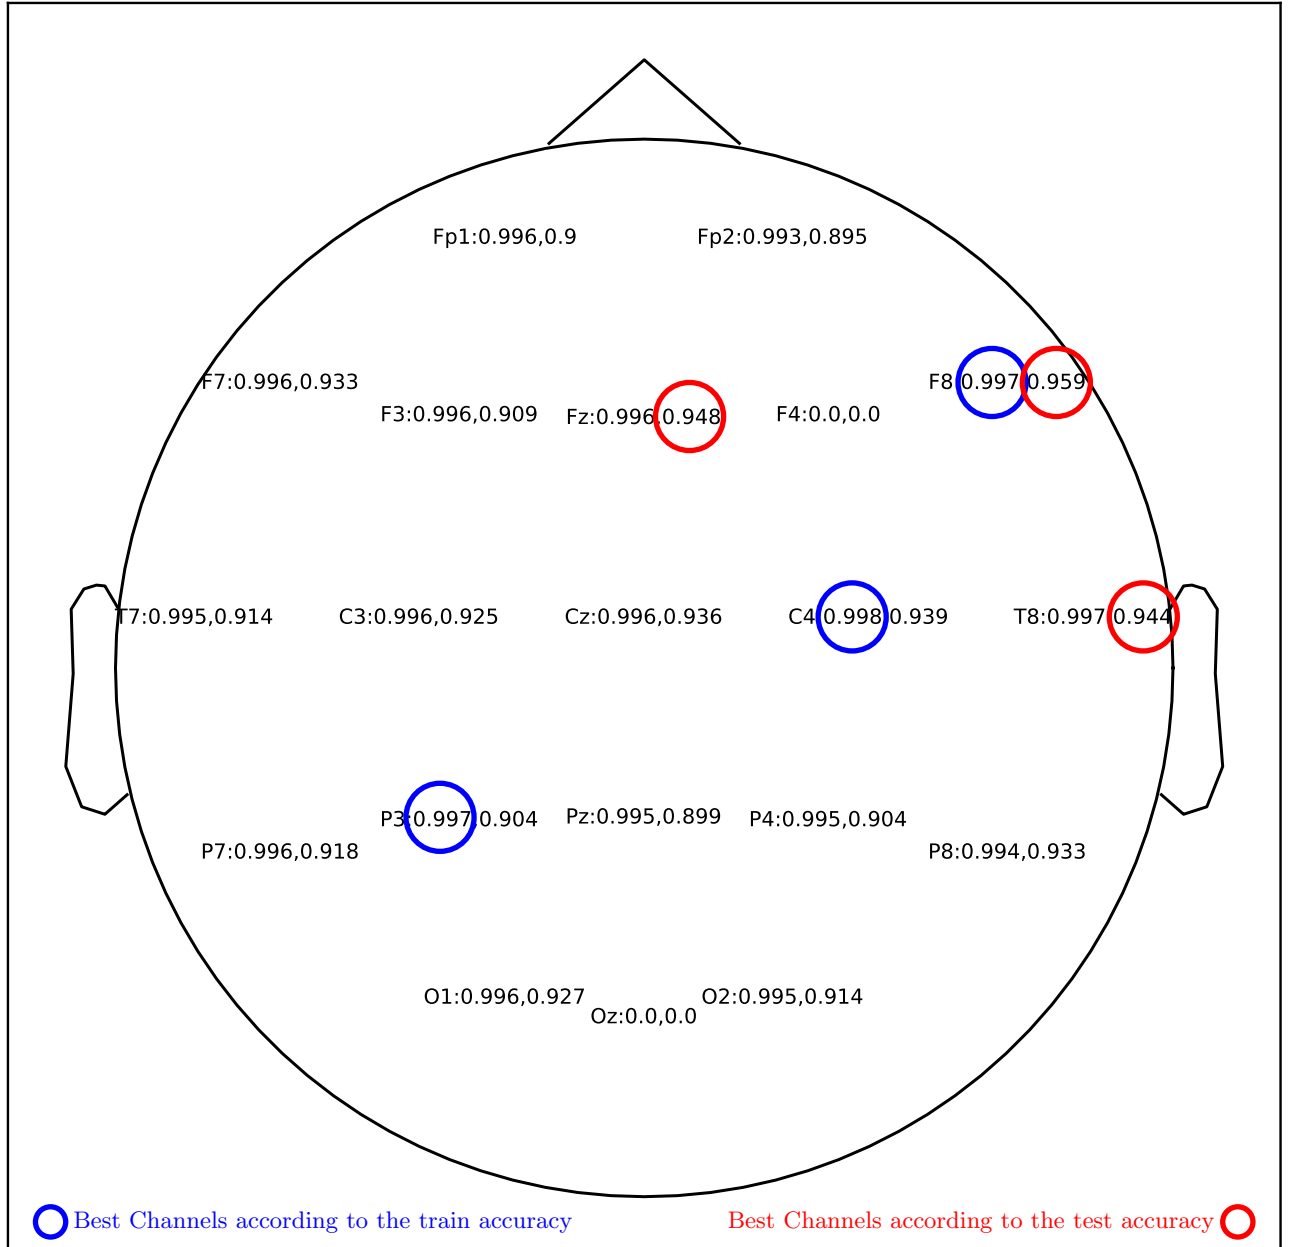 Fp1:0.996,0.9
Fp2:0.993,0.895
F7:0.996,0.933
F8:0.997,0.959
F3:0.996,0.909
Fz:0.996,0.948
F4:0.0,0.0
T7:0.995,0.914
C3:0.996,0.925
Cz:0.996,0.936
C4:0.998,0.939
T8:0.997,0.944
P3:0.997,0.904
Pz:0.995,0.899
P4:0.995,0.904
P7:0.996,0.918
P8:0.994,0.933
O1:0.996,0.927
O2:0.995,0.914
Oz:0.0,0.0
Best Channels according to the train accuracy
Best Channels according to the test accuracy